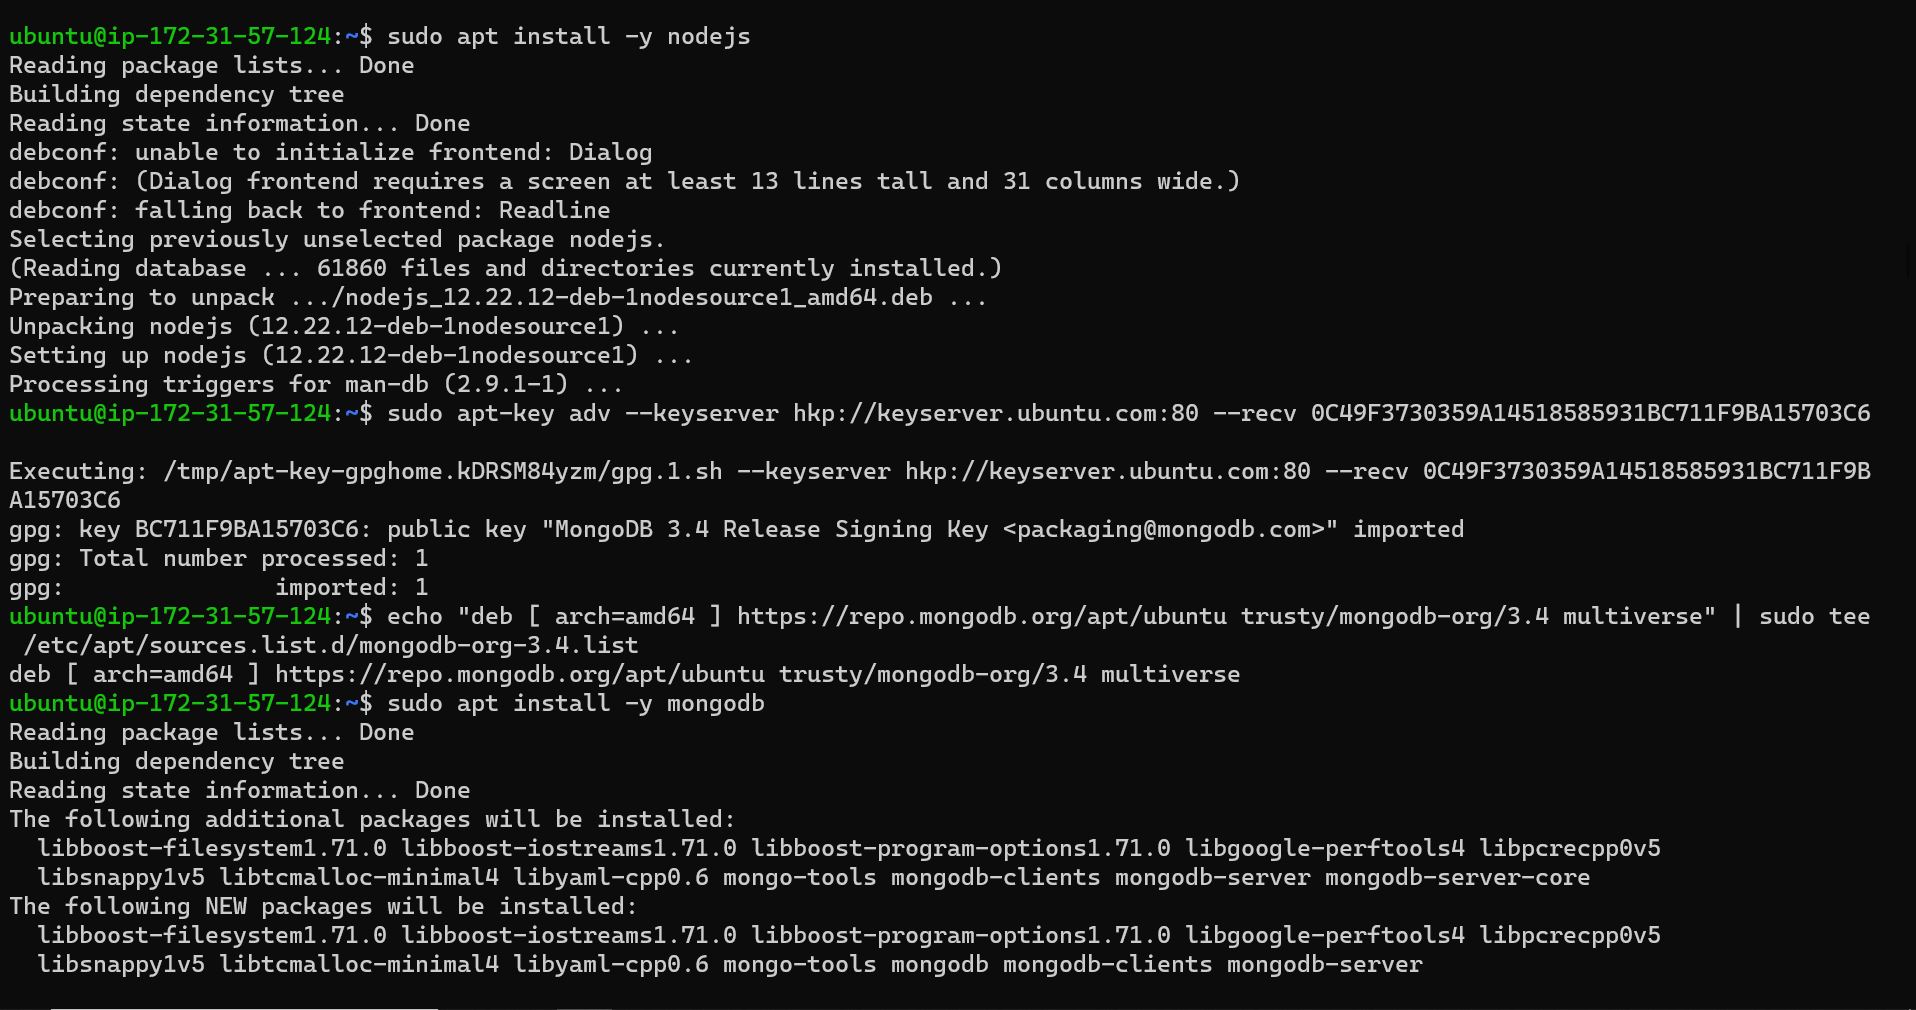 ubuntu@ip-172-31-57-124:~$ sudo apt install -y nodejs
Reading package lists... Done
Building dependency tree
Reading state information... Done
debconf: unable to initialize frontend: Dialog
debconf: (Dialog frontend requires a screen at least 13 lines tall and 31 columns wide.)
debconf: falling back to frontend: Readline
Selecting previously unselected package nodejs.
(Reading database ... 61860 files and directories currently installed.)
Preparing to unpack .../nodejs_12.22.12-deb-1nodesource1_amd64.deb ...
Unpacking nodejs (12.22.12-deb-1nodesource1) ...
Setting up nodejs (12.22.12-deb-1nodesource1) ...
Processing triggers for man-db (2.9.1-1) ...
ubuntu@ip-172-31-57-124:~$ sudo apt-key adv --keyserver hkp://keyserver.ubuntu.com:80 --recv 0C49F3730359A14518585931BC711F9BA15703C6
Executing: /tmp/apt-key-gpghome.kDRSM84yzm/gpg.1.sh --keyserver hkp://keyserver.ubuntu.com:80 --recv 0C49F3730359A14518585931BC711F9B
A15703C6
gpg: key BC711F9BA15703C6: public key "MongoDB 3.4 Release Signing Key <packaging@mongodb.com>" imported
gpg: Total number processed: 1
gpg:               imported: 1
ubuntu@ip-172-31-57-124:~$ echo "deb [ arch=amd64 ] https://repo.mongodb.org/apt/ubuntu trusty/mongodb-org/3.4 multiverse" | sudo tee
 /etc/apt/sources.list.d/mongodb-org-3.4.list
deb [ arch=amd64 ] https://repo.mongodb.org/apt/ubuntu trusty/mongodb-org/3.4 multiverse
ubuntu@ip-172-31-57-124:~$ sudo apt install -y mongodb
Reading package lists... Done
Building dependency tree
Reading state information... Done
The following additional packages will be installed:
  libboost-filesystem1.71.0 libboost-iostreams1.71.0 libboost-program-options1.71.0 libgoogle-perftools4 libpcrecpp0v5
  libsnappy1v5 libtcmalloc-minimal4 libyaml-cpp0.6 mongo-tools mongodb-clients mongodb-server mongodb-server-core
The following NEW packages will be installed:
  libboost-filesystem1.71.0 libboost-iostreams1.71.0 libboost-program-options1.71.0 libgoogle-perftools4 libpcrecpp0v5
  libsnappy1v5 libtcmalloc-minimal4 libyaml-cpp0.6 mongo-tools mongodb mongodb-clients mongodb-server